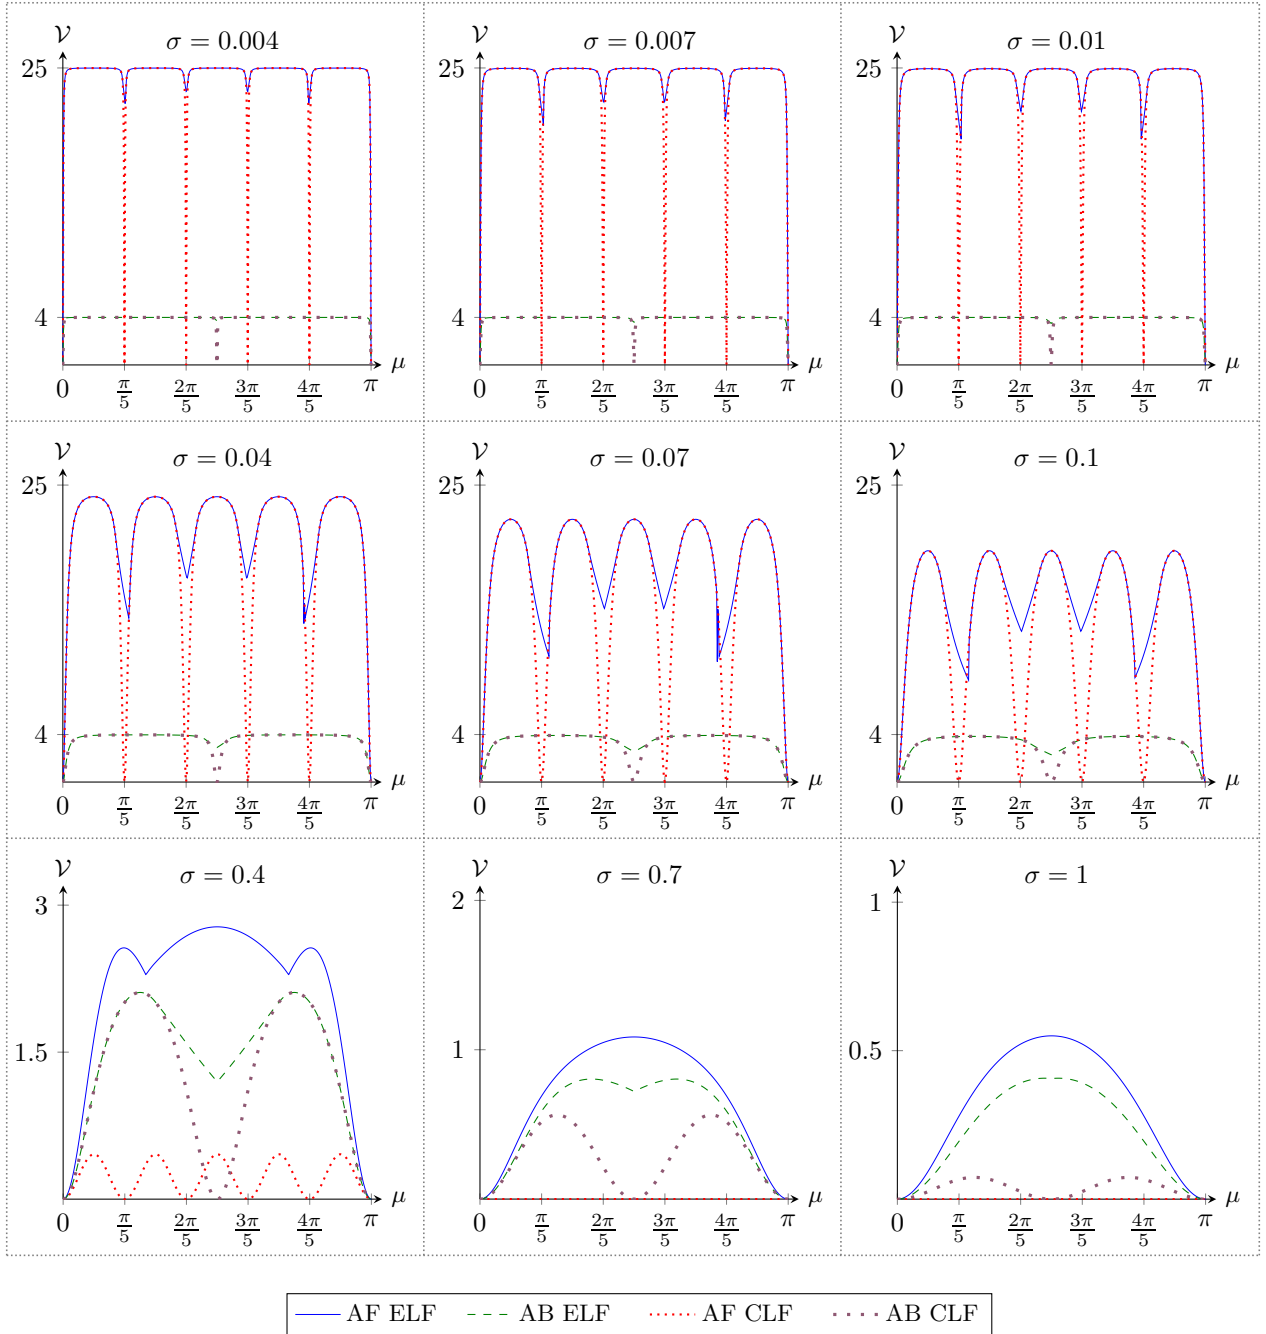 𝒱 σ = 0.004
25
4
μ
0 π/5 2π/5 3π/5 4π/5 π
𝒱 σ = 0.007
25
4
μ
0 π/5 2π/5 3π/5 4π/5 π
𝒱 σ = 0.01
25
4
μ
0 π/5 2π/5 3π/5 4π/5 π
𝒱 σ = 0.04
25
4
μ
0 π/5 2π/5 3π/5 4π/5 π
𝒱 σ = 0.07
25
4
μ
0 π/5 2π/5 3π/5 4π/5 π
𝒱 σ = 0.1
25
4
μ
0 π/5 2π/5 3π/5 4π/5 π
𝒱 σ = 0.4
3
1.5
μ
0 π/5 2π/5 3π/5 4π/5 π
𝒱 σ = 0.7
2
1
μ
0 π/5 2π/5 3π/5 4π/5 π
𝒱 σ = 1
1
0.5
μ
0 π/5 2π/5 3π/5 4π/5 π
AF ELF AB ELF AF CLF AB CLF